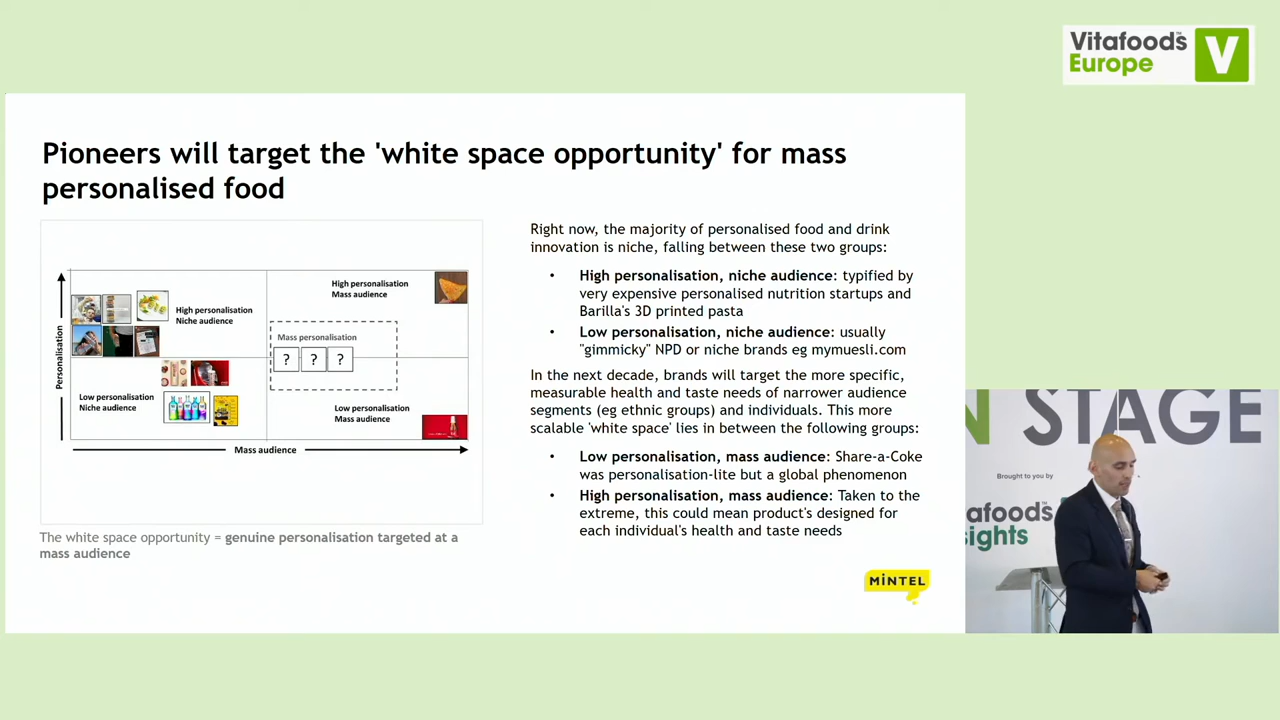 Vitafoods™
Europe
V
Pioneers will target the 'white space opportunity' for mass
personalised food
High personalisation
Mass audience
High personalisation
Niche audience
Mass personalisation
? ? ?
Personalisation
Low personalisation
Niche audience
Low personalisation
Mass audience
Mass audience
The white space opportunity = genuine personalisation targeted at a
mass audience
Right now, the majority of personalised food and drink
innovation is niche, falling between these two groups:
• High personalisation, niche audience: typified by
very expensive personalised nutrition startups and
Barilla's 3D printed pasta
• Low personalisation, niche audience: usually
"gimmicky" NPD or niche brands eg mymuesli.com
In the next decade, brands will target the more specific,
measurable health and taste needs of narrower audience
segments (eg ethnic groups) and individuals. This more
scalable 'white space' lies in between the following groups:
• Low personalisation, mass audience: Share-a-Coke
was personalisation-lite but a global phenomenon
• High personalisation, mass audience: Taken to the
extreme, this could mean product's designed for
each individual's health and taste needs
MINTEL
N STAGE
Brought to you by
afoods™
sights